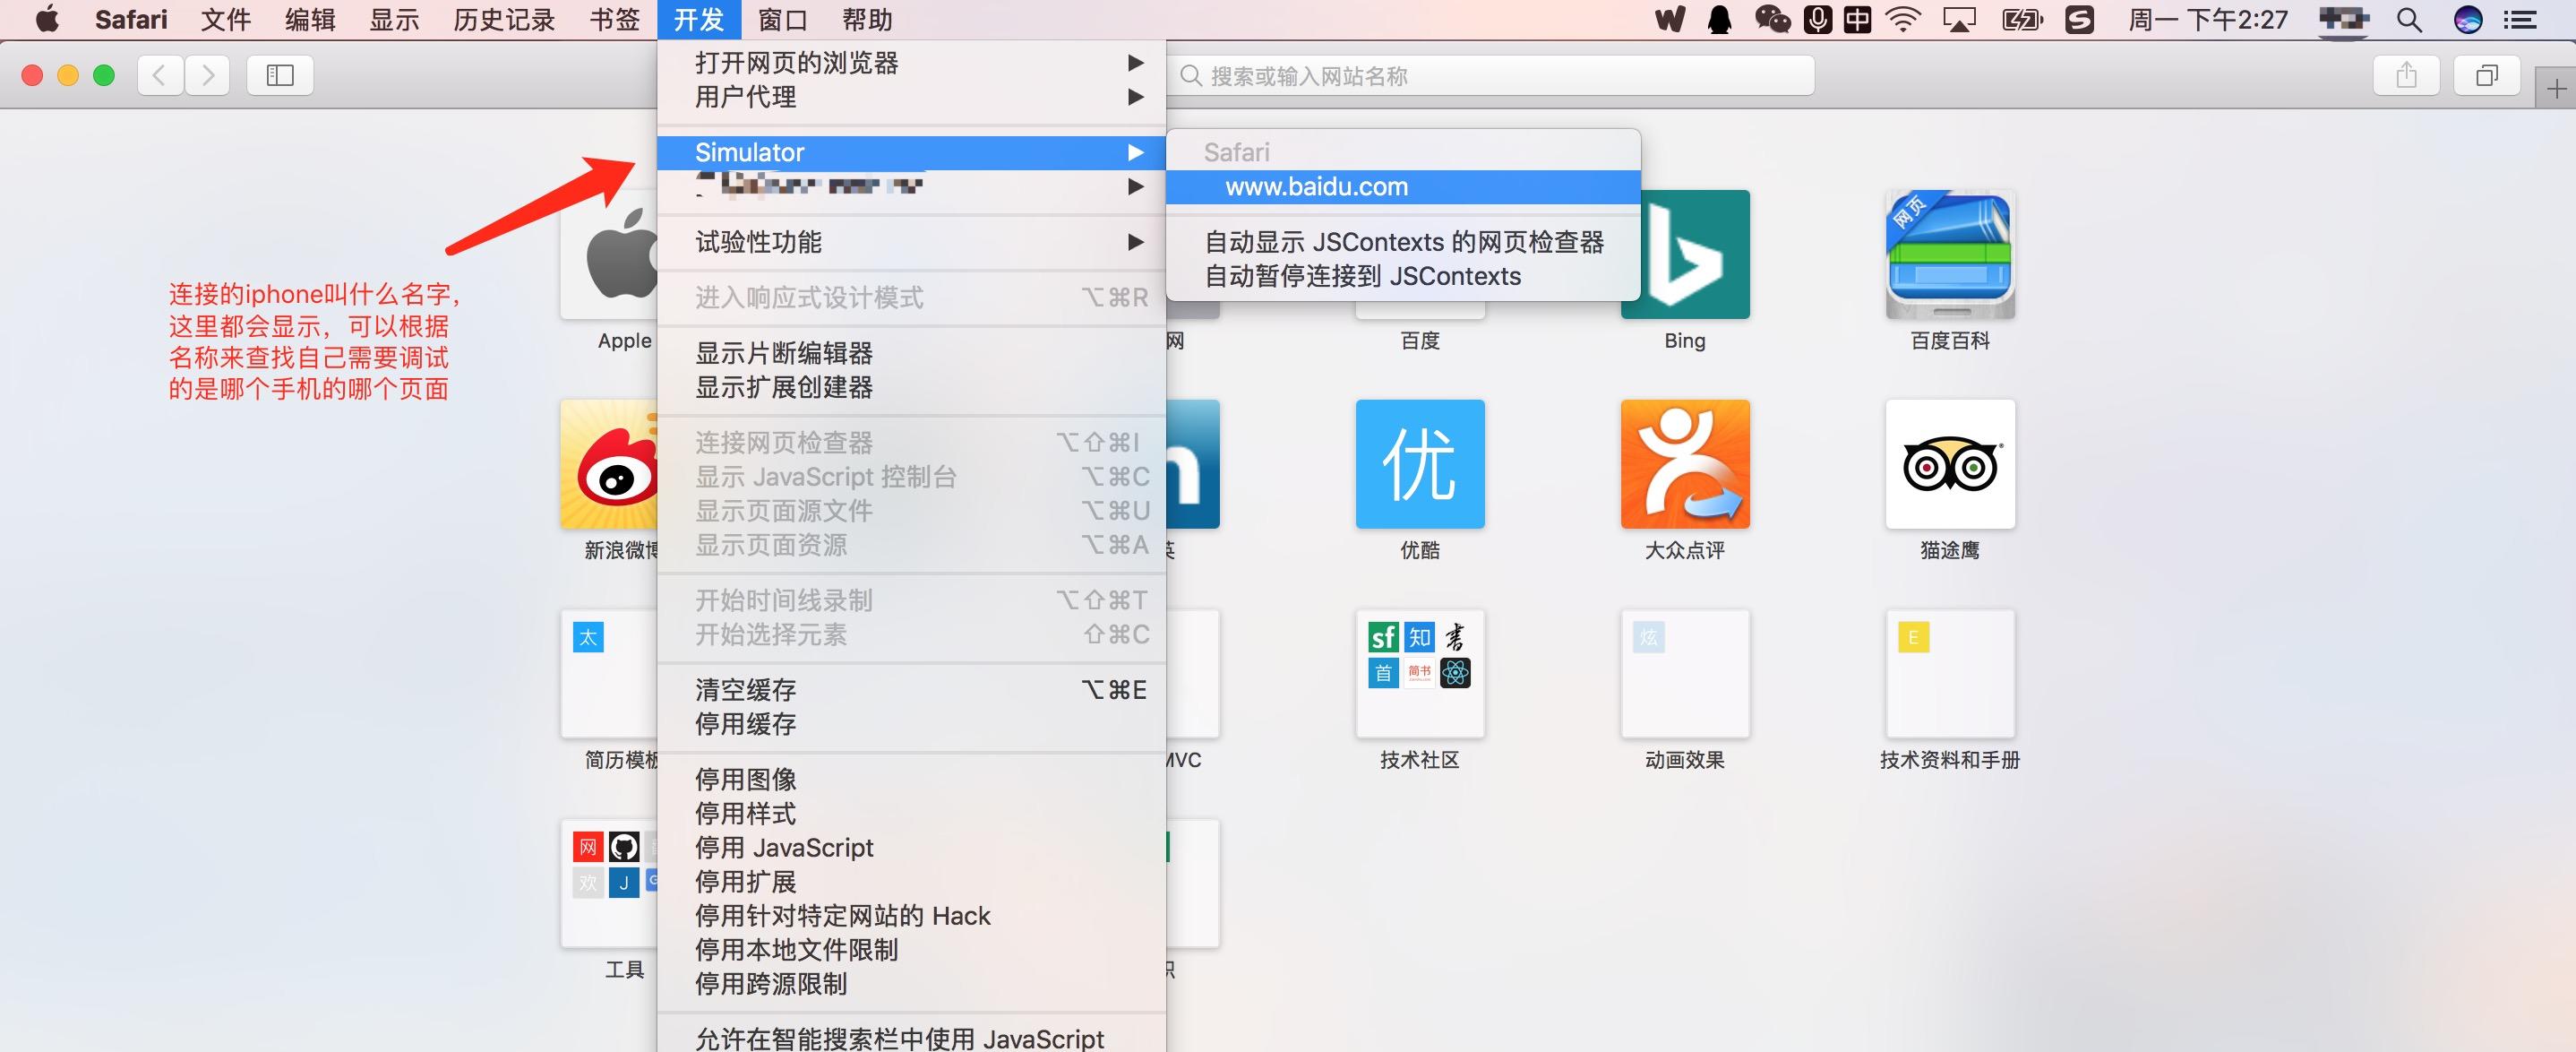 Safari 文件 编辑 显示 历史记录 书签 开发 窗口 帮助 中 周一 下午2:27
搜索或输入网站名称
打开网页的浏览器
用户代理
Simulator
试验性功能
进入响应式设计模式 ⌥⌘R
显示片断编辑器
显示扩展创建器
连接网页检查器 ⌥⇧⌘I
显示 JavaScript 控制台 ⌥⌘C
显示页面源文件 ⌥⌘U
显示页面资源 ⌥⌘A
开始时间线录制 ⌥⇧⌘T
开始选择元素 ⇧⌘C
清空缓存 ⌥⌘E
停用缓存
停用图像
停用样式
停用 JavaScript
停用扩展
停用针对特定网站的 Hack
停用本地文件限制
停用跨源限制
允许在智能搜索栏中使用 JavaScript
Safari
www.baidu.com
自动显示 JSContexts 的网页检查器
自动暂停连接到 JSContexts
连接的iphone叫什么名字，
这里都会显示，可以根据
名称来查找自己需要调试
的是哪个手机的哪个页面
网页
Apple 网 百度 Bing 百度百科
优
新浪微博 英 优酷 大众点评 猫途鹰
太 sf 知 书 炫 E
首 简书
简历模板 MVC 技术社区 动画效果 技术资料和手册
网
欢 J G
工具